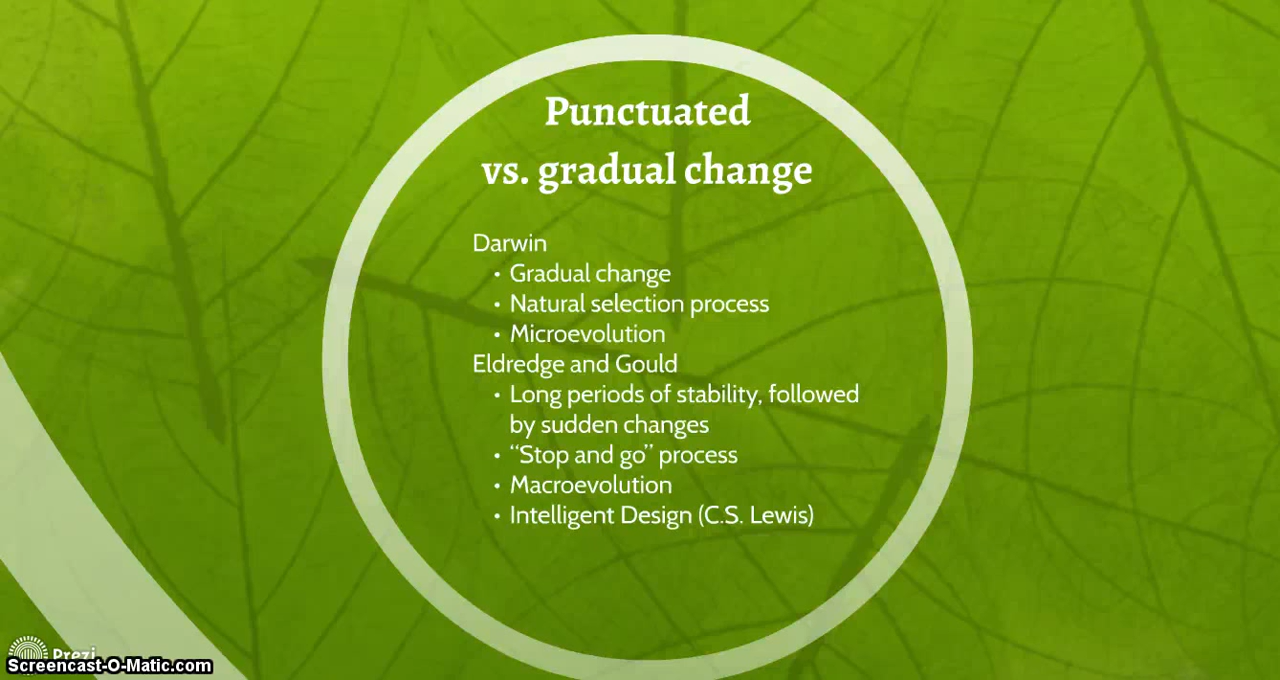 Punctuated
vs. gradual change
Darwin
• Gradual change
• Natural selection process
• Microevolution
Eldredge and Gould
• Long periods of stability, followed
by sudden changes
• “Stop and go” process
• Macroevolution
• Intelligent Design (C.S. Lewis)
Prezi
Screencast-O-Matic.com